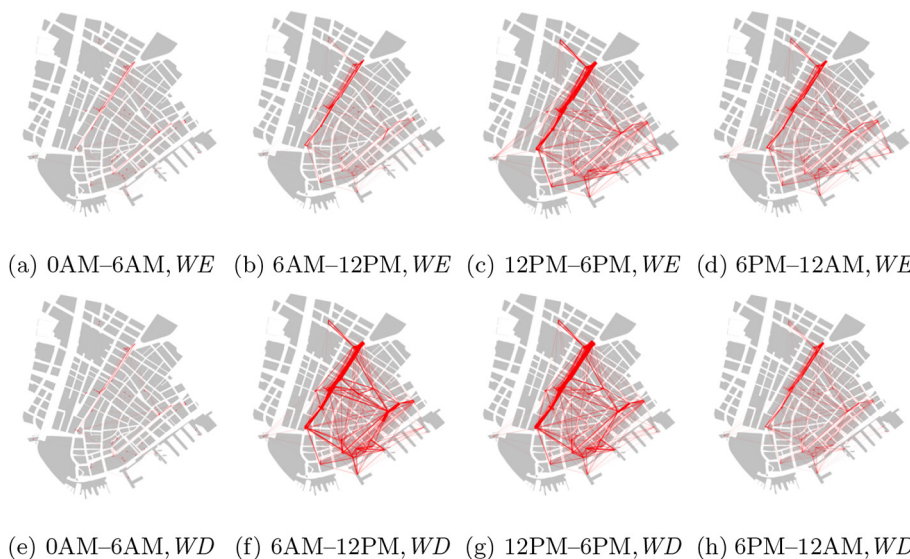 (a) 0AM–6AM, WE (b) 6AM–12PM, WE (c) 12PM–6PM, WE (d) 6PM–12AM, WE
(e) 0AM–6AM, WD (f) 6AM–12PM, WD (g) 12PM–6PM, WD (h) 6PM–12AM, WD